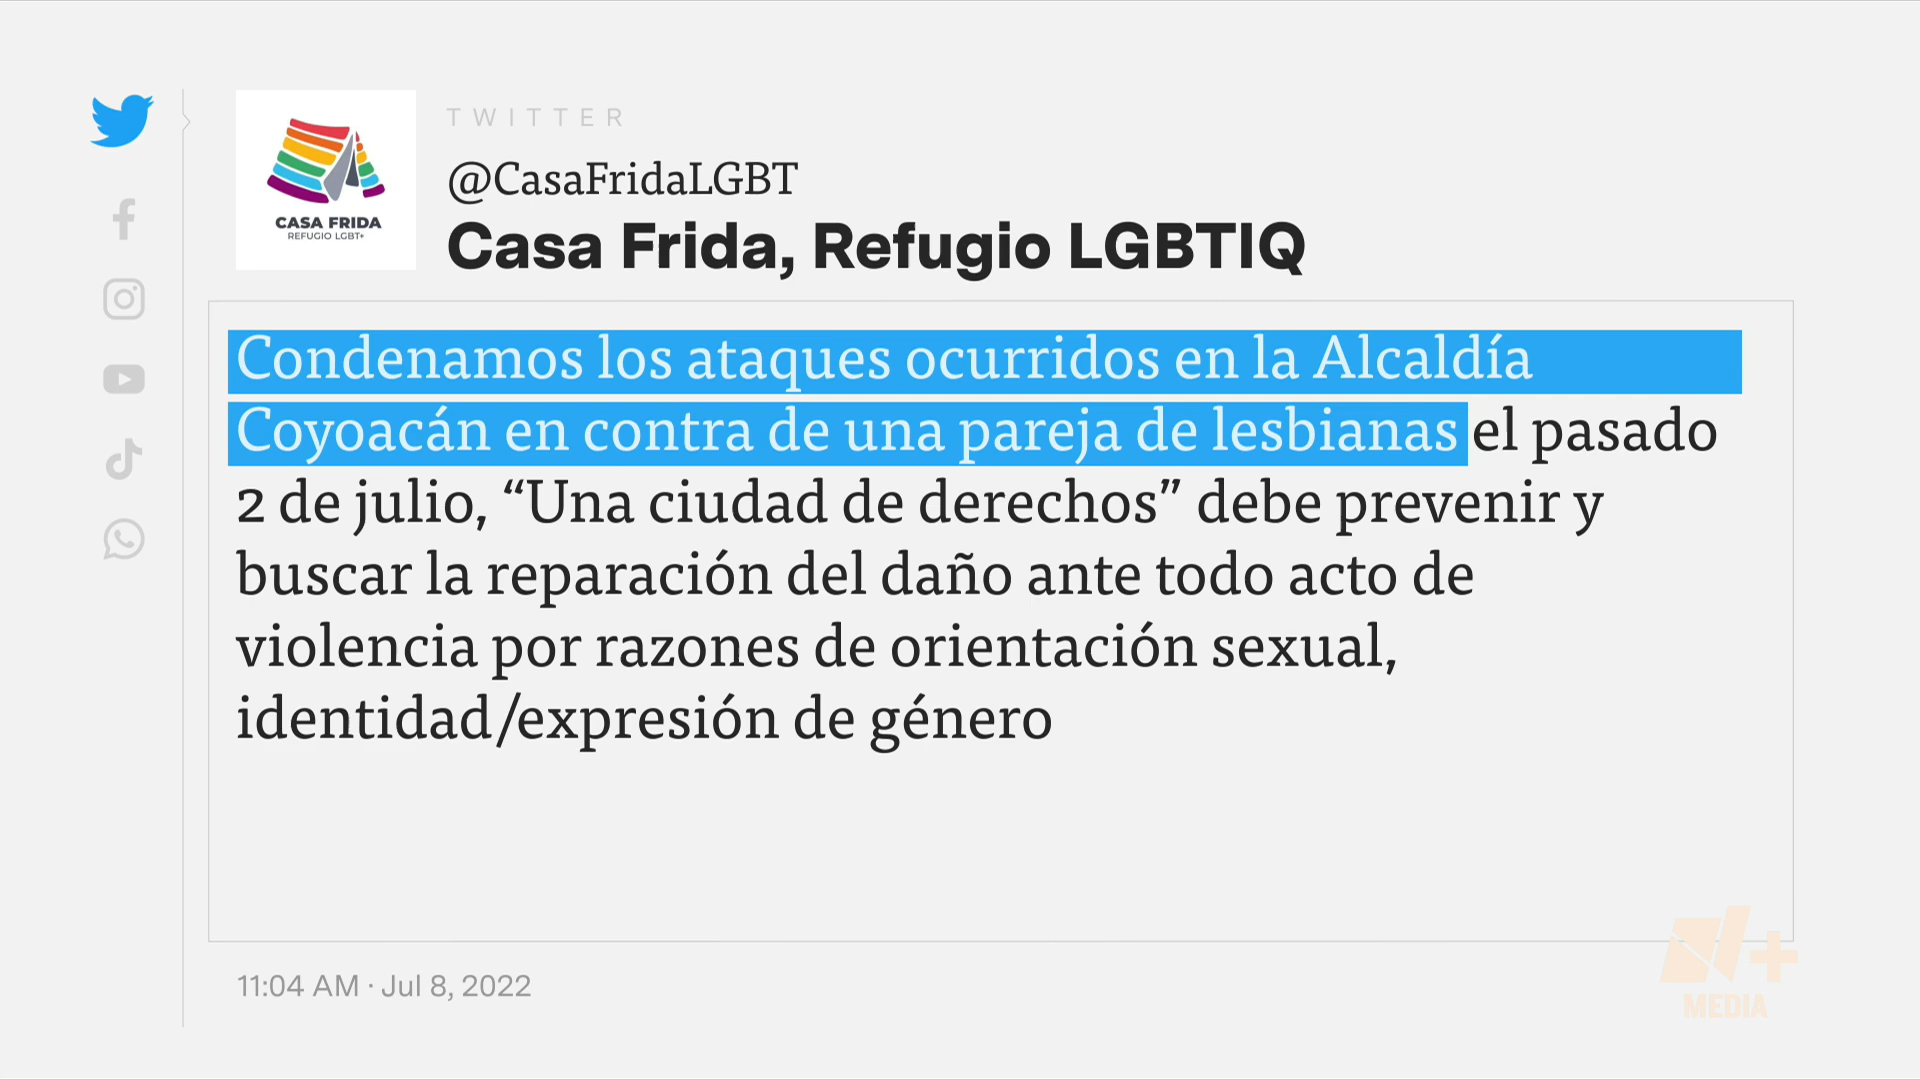 TWITTER
@CasaFridaLGBT
Casa Frida, Refugio LGBTIQ
CASA FRIDA
REFUGIO LGBT+
Condenamos los ataques ocurridos en la Alcaldía
Coyoacán en contra de una pareja de lesbianas el pasado
2 de julio, “Una ciudad de derechos” debe prevenir y
buscar la reparación del daño ante todo acto de
violencia por razones de orientación sexual,
identidad/expresión de género
11:04 AM · Jul 8, 2022
N+
MEDIA